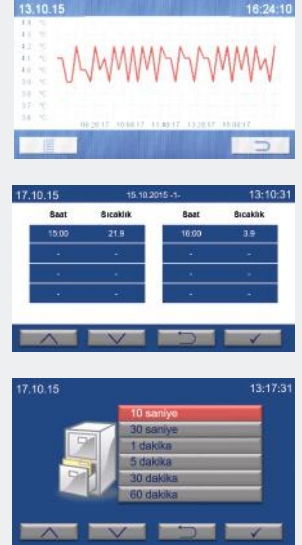 13.10.15 16:24:10
17.10.15 15.10.2015 -1- 13:10:31
Saat Sıcaklık Saat Sıcaklık
15:00 21.9 16:00 3.9
- - - -
- - - -
- - - -
17.10.15 13:17:31
10 saniye
30 saniye
1 dakika
5 dakika
30 dakika
60 dakika